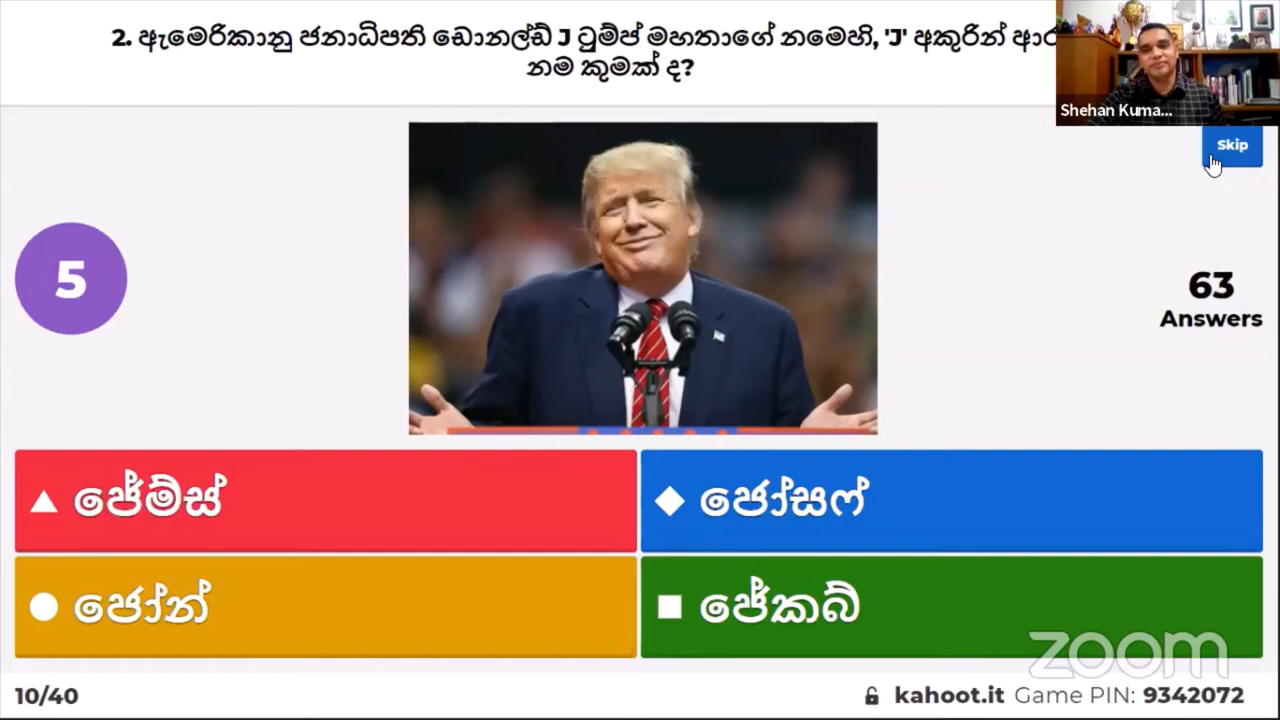 2. ඇමෙරිකානු ජනාධිපති ඩොනල්ඩ් J ට්‍රම්ප් මහතාගේ නමෙහි, 'J' අකුරින්
නම කුමක් ද?
Shehan Kuma...
Skip
5
63
Answers
ජේම්ස්
ජෝසෆ්
ජෝන්
ජේකබ්
zoom
10/40
kahoot.it Game PIN: 9342072